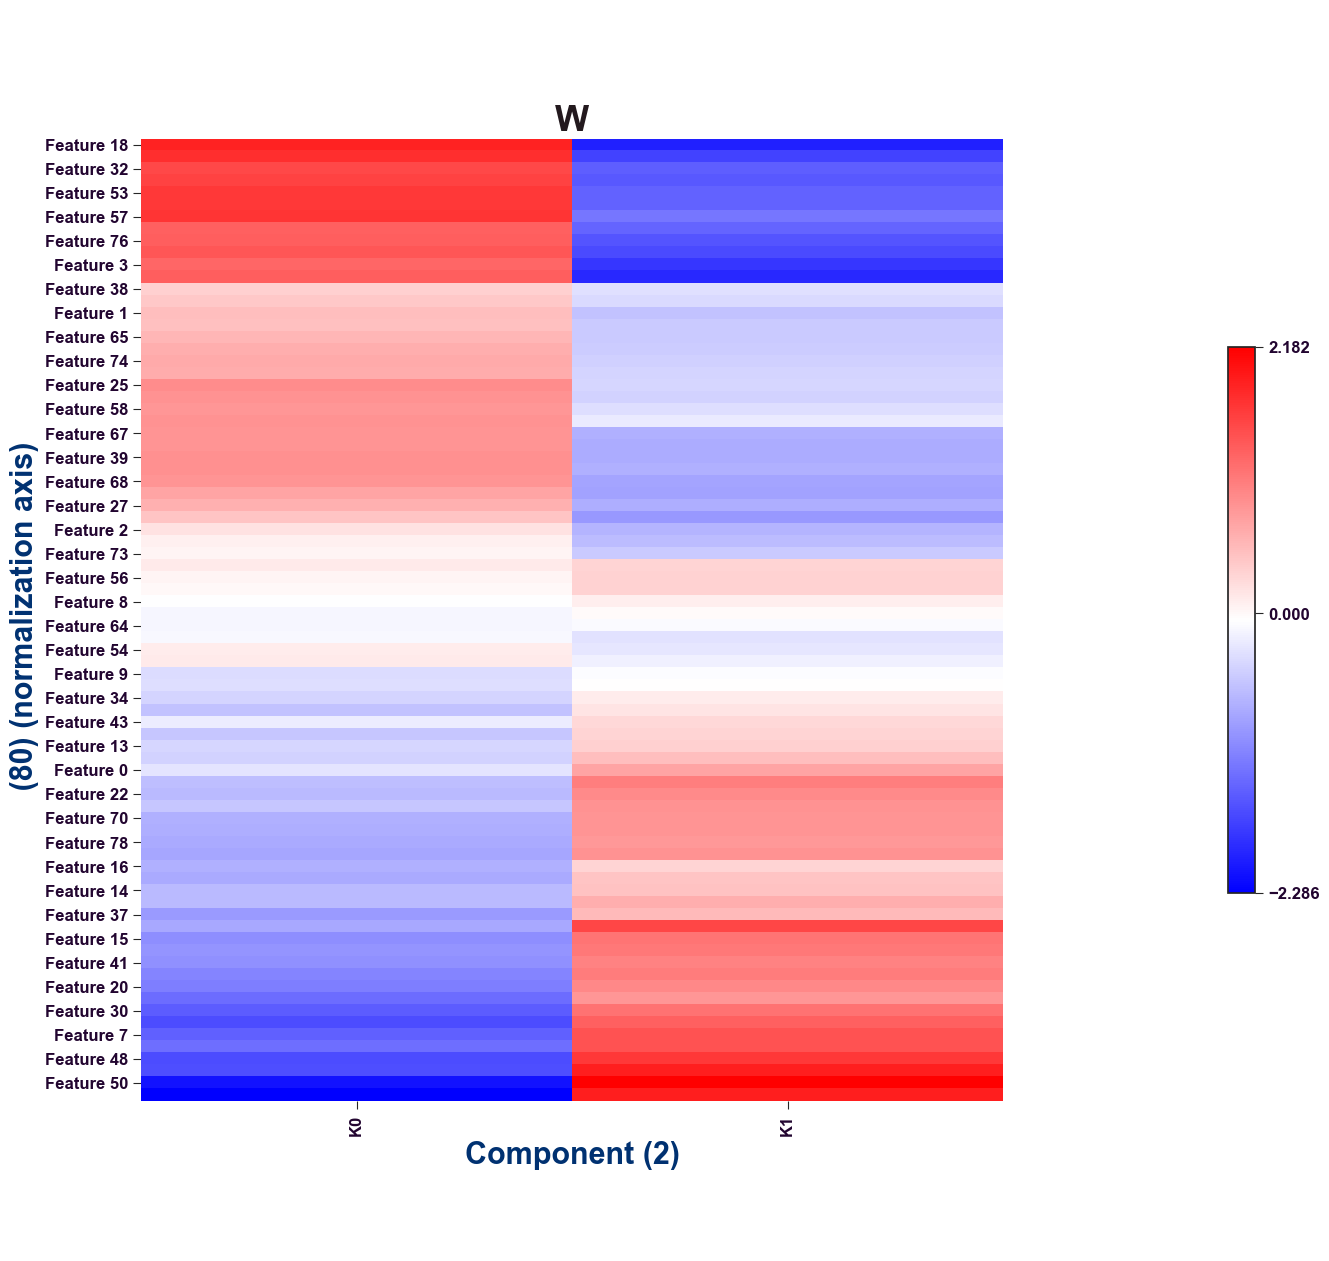 W
Feature 18
Feature 32
Feature 53
Feature 57
Feature 76
Feature 3
Feature 38
Feature 1
Feature 65
Feature 74
Feature 25
Feature 58
Feature 67
Feature 39
Feature 68
Feature 27
Feature 2
Feature 73
Feature 56
Feature 8
Feature 64
Feature 54
Feature 9
Feature 34
Feature 43
Feature 13
Feature 0
Feature 22
Feature 70
Feature 78
Feature 16
Feature 14
Feature 37
Feature 15
Feature 41
Feature 20
Feature 30
Feature 7
Feature 48
Feature 50
(80) (normalization axis)
K0
K1
Component (2)
2.182
0.000
−2.286